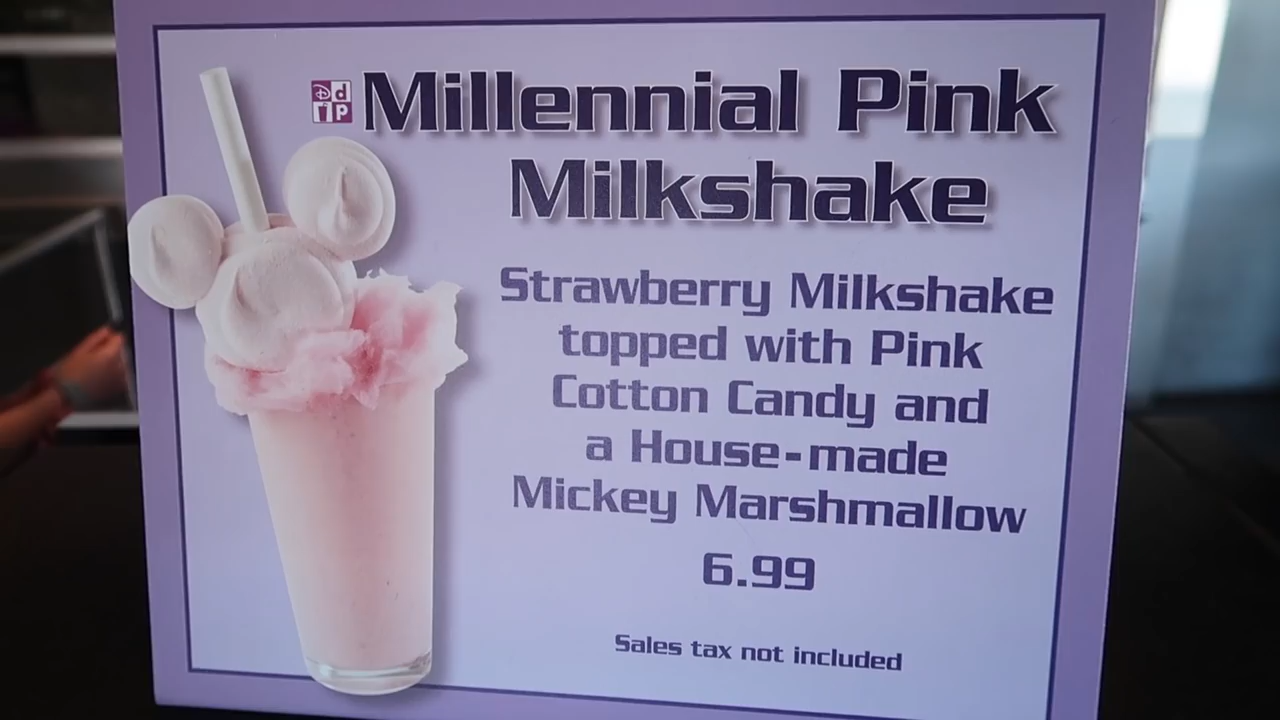 Millennial Pink
Milkshake
Strawberry Milkshake
topped with Pink
Cotton Candy and
a House-made
Mickey Marshmallow
6.99
Sales tax not included